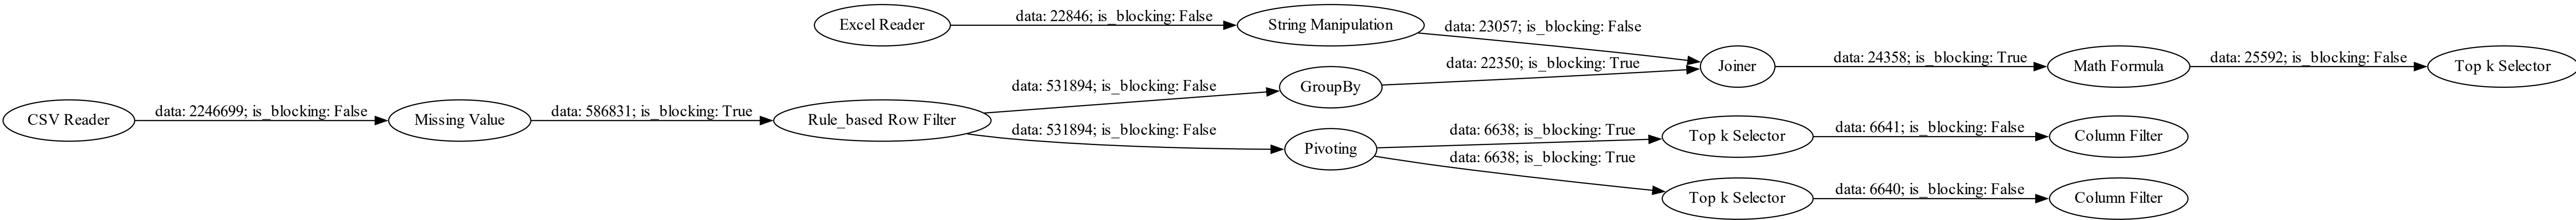 Excel Reader
data: 22846; is_blocking: False
String Manipulation
data: 23057; is_blocking: False
Joiner
data: 24358; is_blocking: True
Math Formula
data: 25592; is_blocking: False
Top k Selector
CSV Reader
data: 2246699; is_blocking: False
Missing Value
data: 586831; is_blocking: True
Rule_based Row Filter
data: 531894; is_blocking: False
GroupBy
data: 22350; is_blocking: True
data: 531894; is_blocking: False
Pivoting
data: 6638; is_blocking: True
Top k Selector
data: 6641; is_blocking: False
Column Filter
data: 6638; is_blocking: True
Top k Selector
data: 6640; is_blocking: False
Column Filter